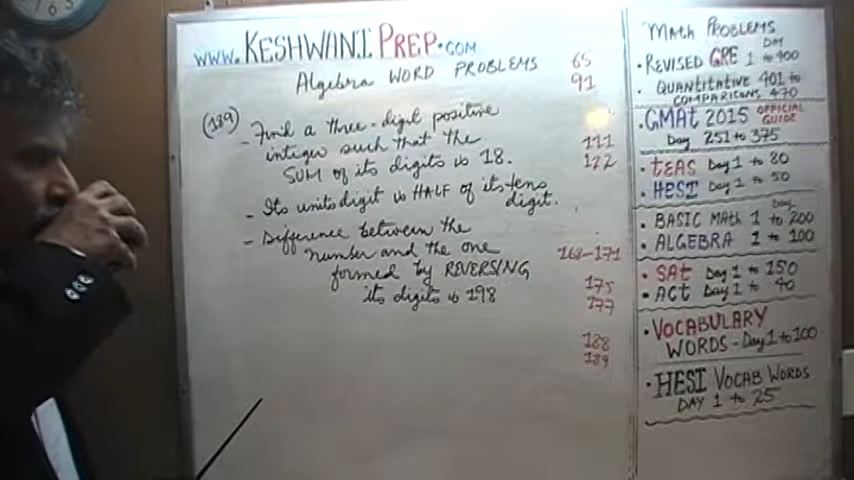 WWW.KESHWANIPREP.COM
Algebra WORD PROBLEMS
(189)
- Find a three-digit positive
integer such that the
SUM of its digits is 18.
- Its units digit is HALF of its tens
digit.
- Difference between the
number and the one
formed by REVERSING
its digits is 198
65
91
111
122
168-171
175
177
188
189
MATH PROBLEMS
• REVISED GRE DAY 1 to 400
• QUANTITATIVE 401 to
COMPARISONS 470
• GMAT 2015 OFFICIAL GUIDE
Day 251 to 375
• TEAS Day 1 to 80
• HESI Day 1 to 50
Day
• BASIC MATH 1 to 200
• ALGEBRA 1 to 100
• SAT Day 1 to 150
• ACT Day 1 to 40
• VOCABULARY
WORDS - Day 1 to 100
• HESI VOCAB WORDS
DAY 1 to 25